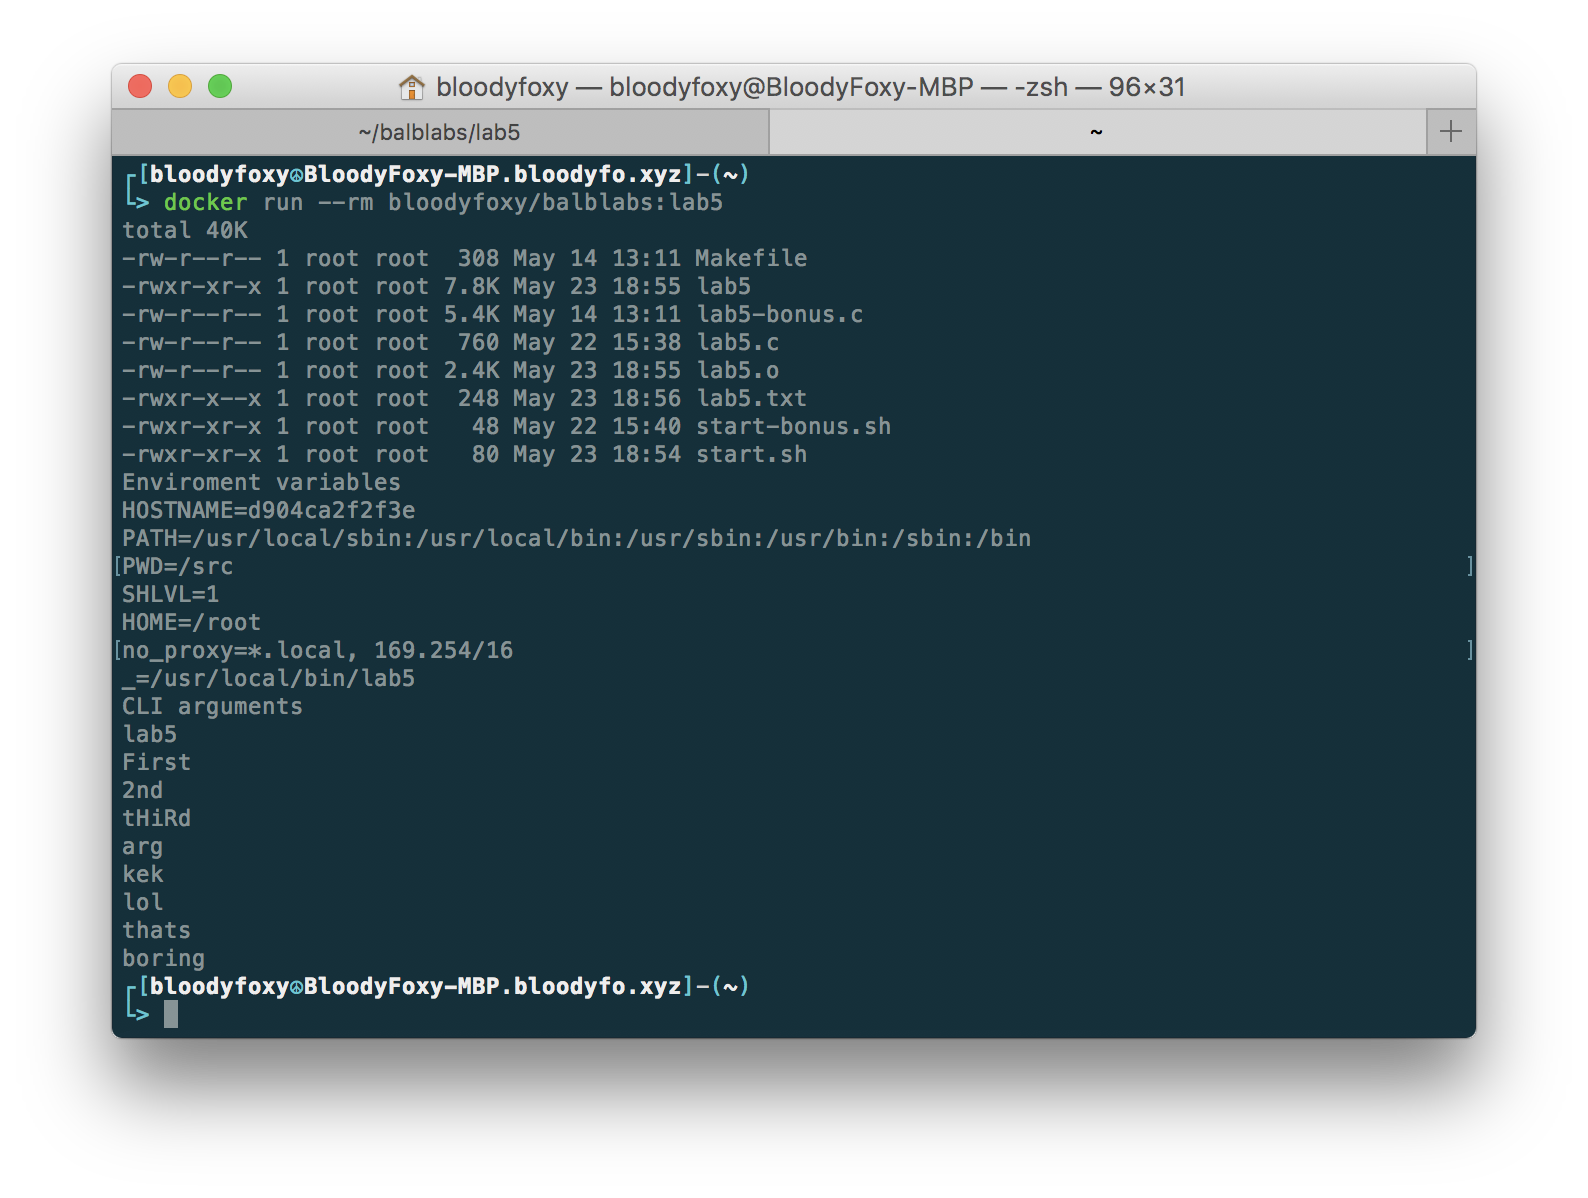 bloodyfoxy — bloodyfoxy@BloodyFoxy-MBP — -zsh — 96×31
~/balblabs/lab5 ~ +
┌[bloodyfoxy☮BloodyFoxy-MBP.bloodyfo.xyz]-(~)
└> docker run --rm bloodyfoxy/balblabs:lab5
total 40K
-rw-r--r-- 1 root root  308 May 14 13:11 Makefile
-rwxr-xr-x 1 root root 7.8K May 23 18:55 lab5
-rw-r--r-- 1 root root 5.4K May 14 13:11 lab5-bonus.c
-rw-r--r-- 1 root root  760 May 22 15:38 lab5.c
-rw-r--r-- 1 root root 2.4K May 23 18:55 lab5.o
-rwxr-x--x 1 root root  248 May 23 18:56 lab5.txt
-rwxr-xr-x 1 root root   48 May 22 15:40 start-bonus.sh
-rwxr-xr-x 1 root root   80 May 23 18:54 start.sh
Enviroment variables
HOSTNAME=d904ca2f2f3e
PATH=/usr/local/sbin:/usr/local/bin:/usr/sbin:/usr/bin:/sbin:/bin
[PWD=/src ]
SHLVL=1
HOME=/root
[no_proxy=*.local, 169.254/16 ]
_=/usr/local/bin/lab5
CLI arguments
lab5
First
2nd
tHiRd
arg
kek
lol
thats
boring
┌[bloodyfoxy☮BloodyFoxy-MBP.bloodyfo.xyz]-(~)
└>